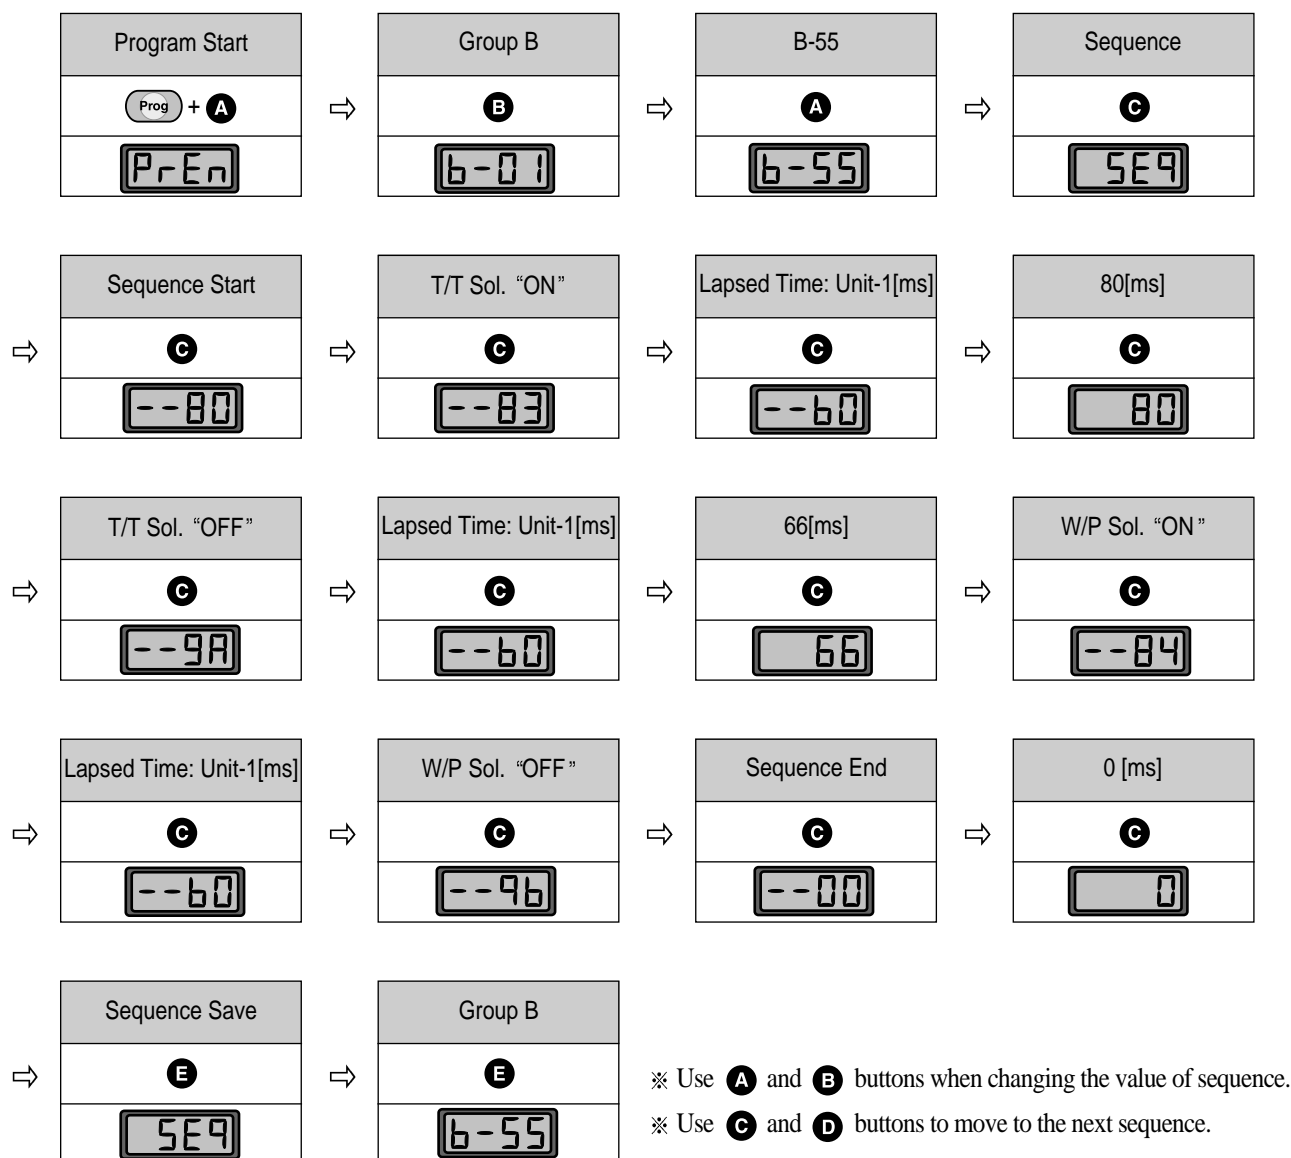 Program Start
Prog + A
PrEn
⇨
Group B
B
b-01
⇨
B-55
A
b-55
⇨
Sequence
C
SEq
⇨
Sequence Start
C
--80
⇨
T/T Sol. “ON”
C
--83
⇨
Lapsed Time: Unit-1[ms]
C
--b0
⇨
80[ms]
C
80
⇨
T/T Sol. “OFF”
C
--9A
⇨
Lapsed Time: Unit-1[ms]
C
--b0
⇨
66[ms]
C
66
⇨
W/P Sol. “ON”
C
--84
⇨
Lapsed Time: Unit-1[ms]
C
--b0
⇨
W/P Sol. “OFF”
C
--9b
⇨
Sequence End
C
--00
⇨
0 [ms]
C
0
⇨
Sequence Save
E
SEq
⇨
Group B
E
b-55
※ Use A and B buttons when changing the value of sequence.
※ Use C and D buttons to move to the next sequence.